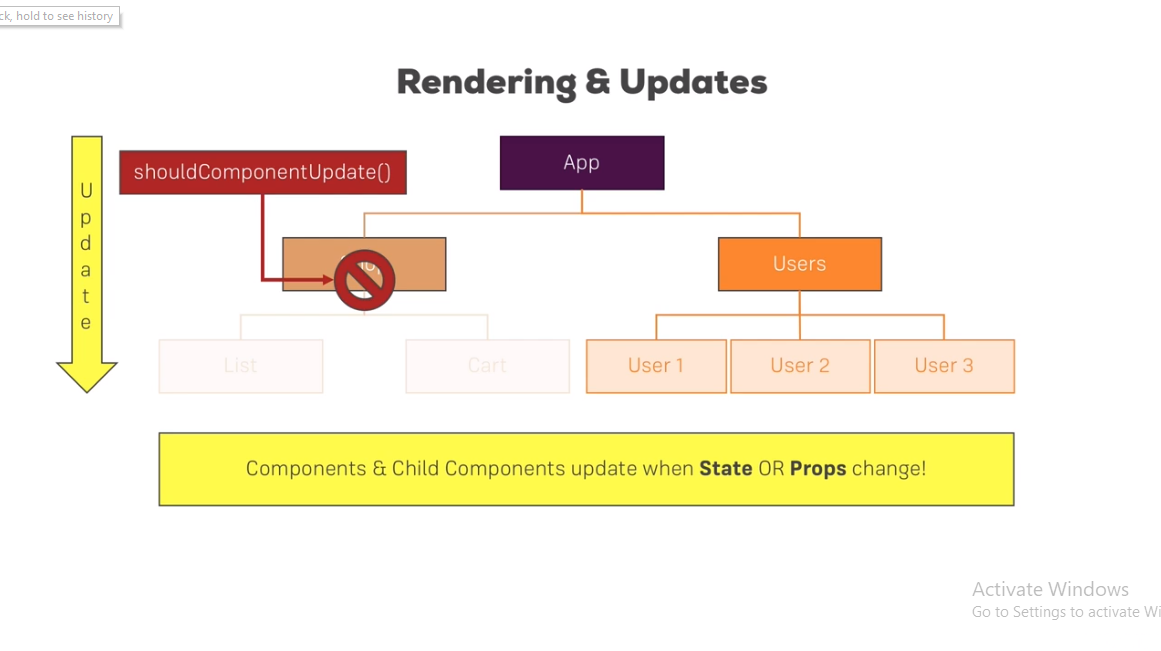 ck, hold to see history
Rendering & Updates
Update
shouldComponentUpdate()
App
Users
List
Cart
User 1
User 2
User 3
Components & Child Components update when State OR Props change!
Activate Windows
Go to Settings to activate Wi